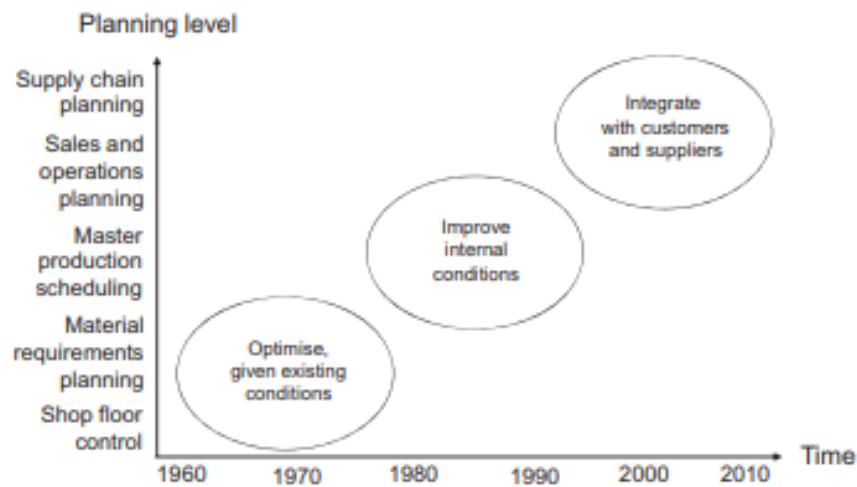 Planning level
Supply chain
planning
Sales and
operations
planning
Master
production
scheduling
Material
requirements
planning
Shop floor
control
Integrate
with customers
and suppliers
Improve
internal
conditions
Optimise,
given existing
conditions
1960 1970 1980 1990 2000 2010
Time